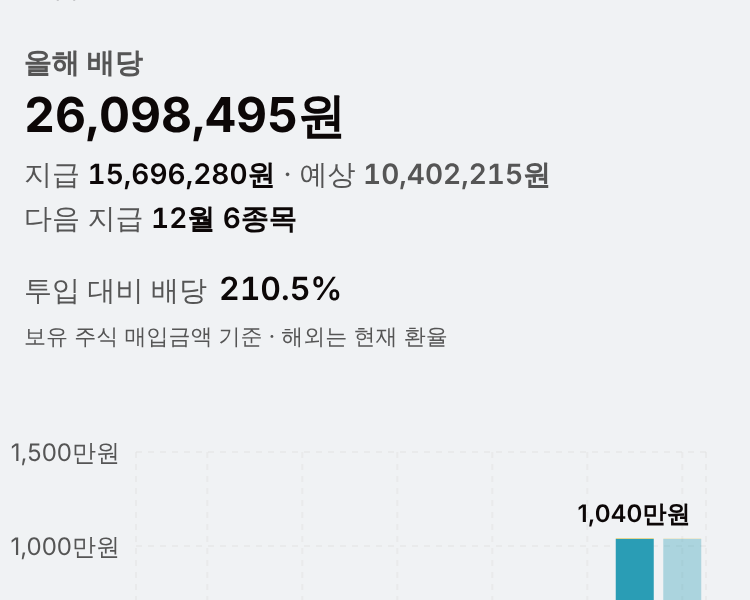 올해 배당
26,098,495원
지급 15,696,280원 · 예상 10,402,215원
다음 지급 12월 6종목
투입 대비 배당 210.5%
보유 주식 매입금액 기준 · 해외는 현재 환율
1,500만원
1,040만원
1,000만원